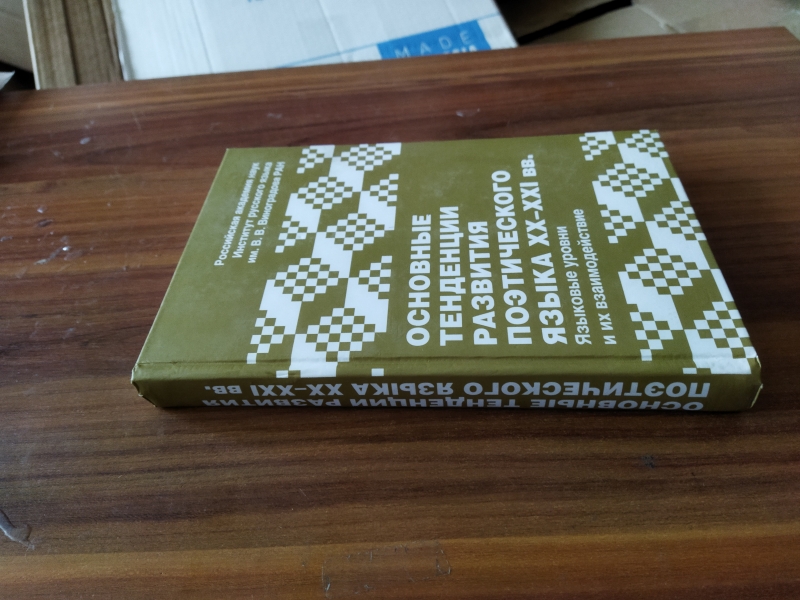 Российская академия наук
Институт русского языка
им. В. В. Виноградова РАН
ОСНОВНЫЕ
ТЕНДЕНЦИИ
РАЗВИТИЯ
ПОЭТИЧЕСКОГО
ЯЗЫКА XX–XXI вв.
Языковые уровни
и их взаимодействие
ОСНОВНЫЕ ТЕНДЕНЦИИ РАЗВИТИЯ
ПОЭТИЧЕСКОГО ЯЗЫКА XX–XXI вв.
MADE